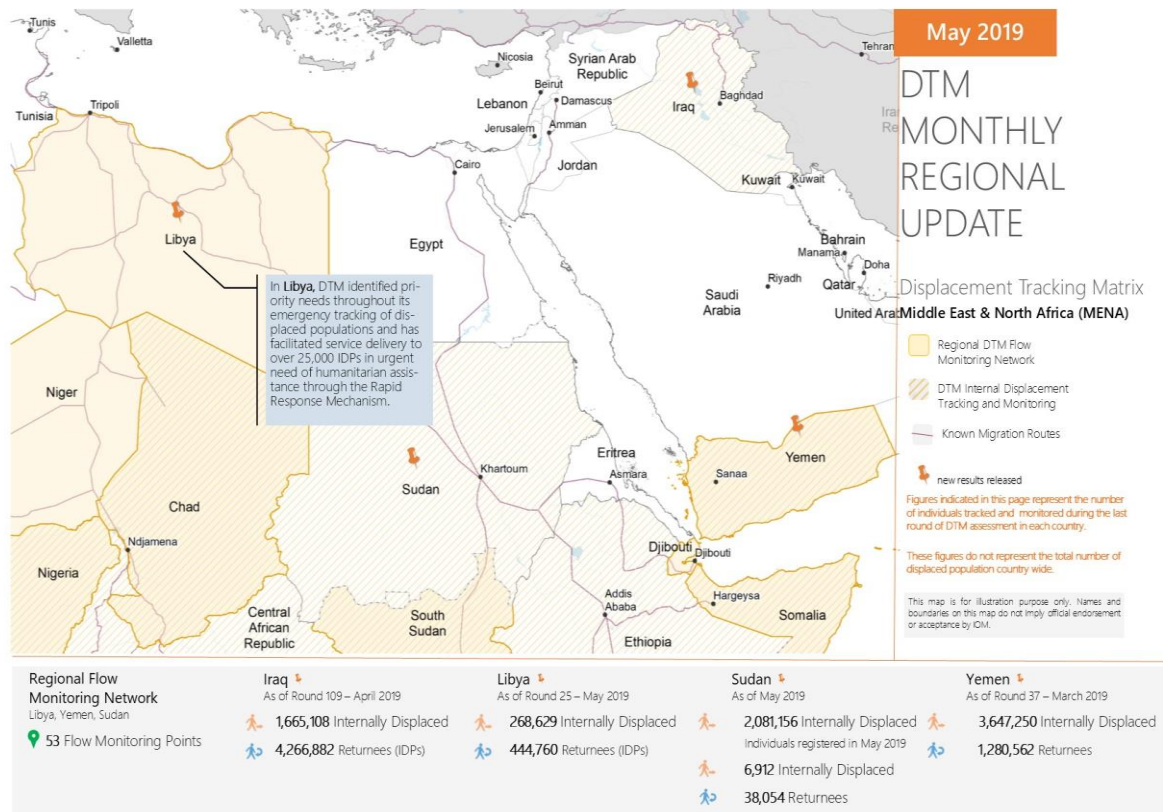 May 2019
DTM
MONTHLY
REGIONAL
UPDATE
Displacement Tracking Matrix
Middle East & North Africa (MENA)
Regional DTM Flow
Monitoring Network
DTM Internal Displacement
Tracking and Monitoring
Known Migration Routes
new results released
Figures indicated in this page represent the number
of individuals tracked and monitored during the last
round of DTM assessment in each country.
These figures do not represent the total number of
displaced population country wide.
This map is for illustration purpose only. Names and
boundaries on this map do not imply official endorsement
or acceptance by IOM.
Tunis
Valletta
Nicosia
Syrian Arab
Republic
Tehran
Beirut
Tripoli
Tunisia
Lebanon
Damascus
Iraq
Baghdad
Jerusalem
Amman
Cairo
Jordan
Kuwait
Kuwait
Libya
Egypt
Bahrain
Manama
Doha
Riyadh
Qatar
Saudi
Arabia
United Arab
In Libya, DTM identified pri-
ority needs throughout its
emergency tracking of dis-
placed populations and has
facilitated service delivery to
over 25,000 IDPs in urgent
need of humanitarian assis-
tance through the Rapid
Response Mechanism.
Niger
Eritrea
Yemen
Sanaa
Khartoum
Asmara
Sudan
Chad
Ndjamena
Djibouti
Djibouti
Nigeria
Addis
Ababa
Hargeysa
Central
African
Republic
South
Sudan
Somalia
Ethiopia
Regional Flow
Monitoring Network
Libya, Yemen, Sudan
53 Flow Monitoring Points
Iraq
As of Round 109 – April 2019
1,665,108 Internally Displaced
4,266,882 Returnees (IDPs)
Libya
As of Round 25 – May 2019
268,629 Internally Displaced
444,760 Returnees (IDPs)
Sudan
As of May 2019
2,081,156 Internally Displaced
Individuals registered in May 2019
6,912 Internally Displaced
38,054 Returnees
Yemen
As of Round 37 – March 2019
3,647,250 Internally Displaced
1,280,562 Returnees